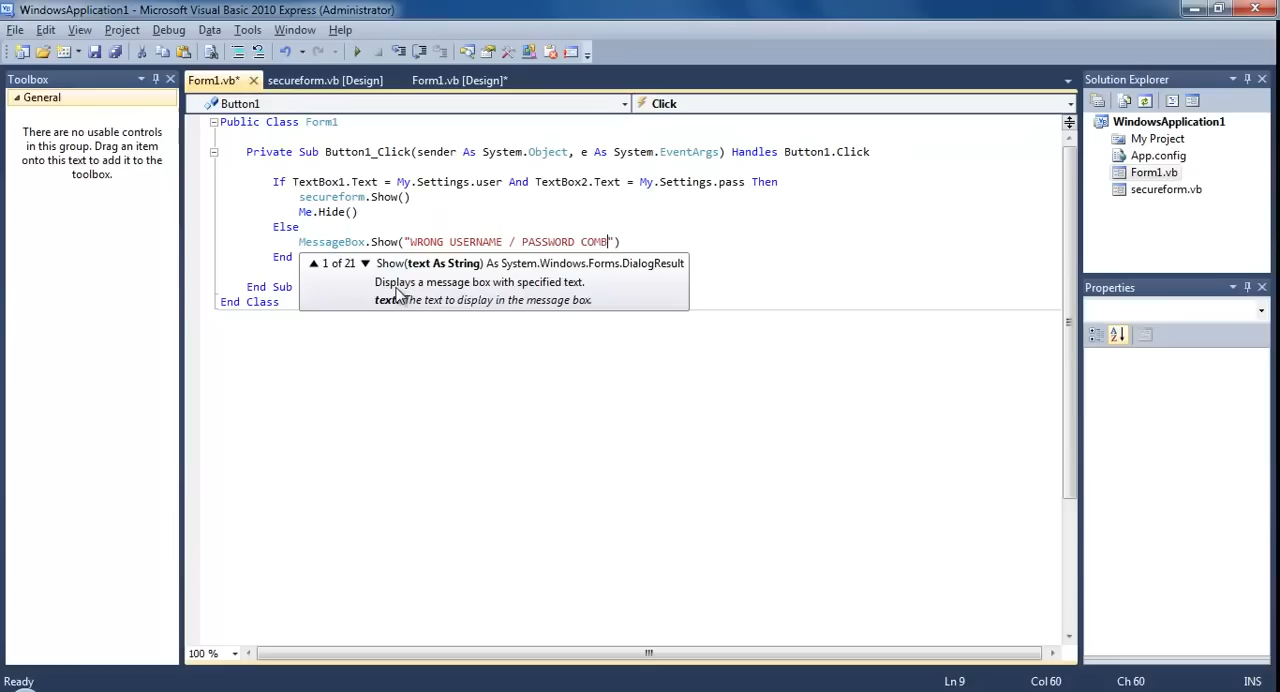 WindowsApplication1 - Microsoft Visual Basic 2010 Express (Administrator)
File Edit View Project Debug Data Tools Window Help
Toolbox
General
There are no usable controls
in this group. Drag an item
onto this text to add it to the
toolbox.
Form1.vb* secureform.vb [Design] Form1.vb [Design]*
Button1 Click
Public Class Form1
Private Sub Button1_Click(sender As System.Object, e As System.EventArgs) Handles Button1.Click
If TextBox1.Text = My.Settings.user And TextBox2.Text = My.Settings.pass Then
secureform.Show()
Me.Hide()
Else
MessageBox.Show("WRONG USERNAME / PASSWORD COMB")
End
1 of 21 Show(text As String) As System.Windows.Forms.DialogResult
Displays a message box with specified text.
text: The text to display in the message box.
End Sub
End Class
100 %
Solution Explorer
WindowsApplication1
My Project
App.config
Form1.vb
secureform.vb
Properties
Ready Ln 9 Col 60 Ch 60 INS